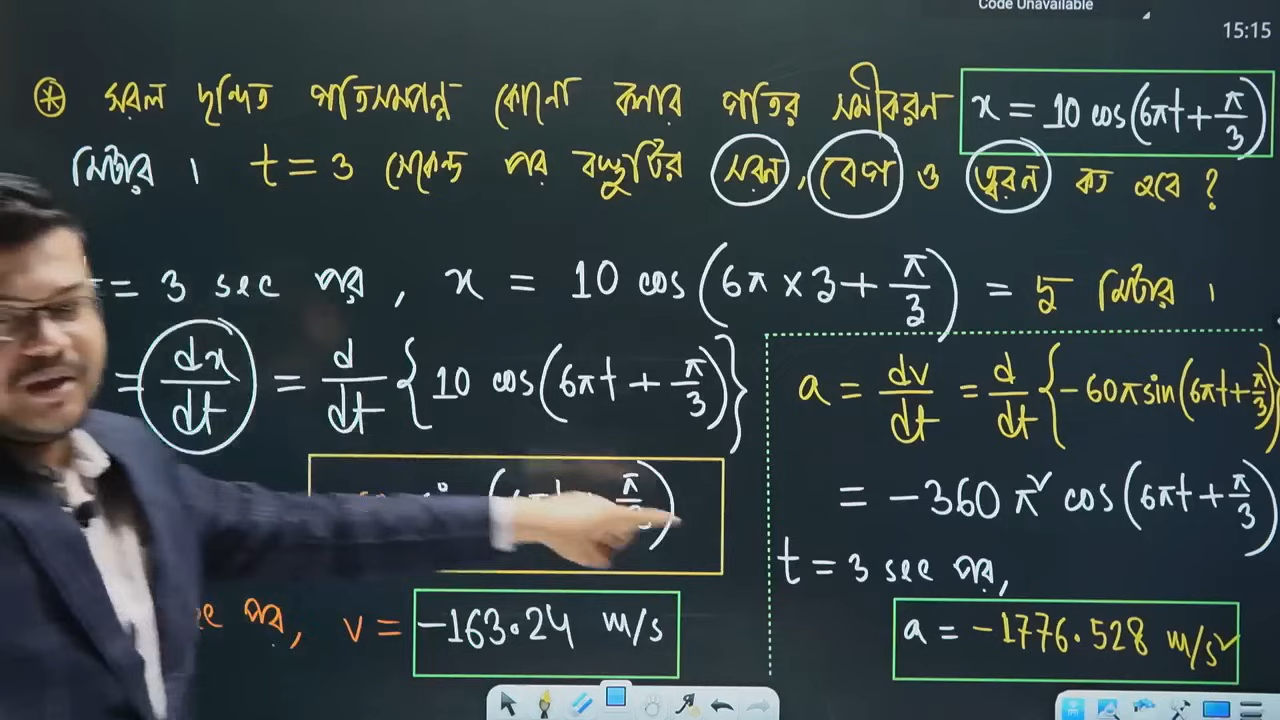 Code Unavailable
15:15
⊛ সরল ছন্দিত গতিসম্পন্ন কোনো কণার গতির সমীকরণ x = 10 cos(6πt + π/3)
মিটার । t = 3 সেকেন্ড পর বস্তুটির সরণ, বেগ ও ত্বরণ কত হবে ?
= 3 sec পর, x = 10 cos(6π × 3 + π/3) = 5 মিটার ।
= dx/dt = d/dt {10 cos(6πt + π/3)}
পর, v = -163.24 m/s
a = dv/dt = d/dt {-60π sin(6πt + π/3)}
= -360 π² cos(6πt + π/3)
t = 3 sec পর,
a = -1776.528 m/s²